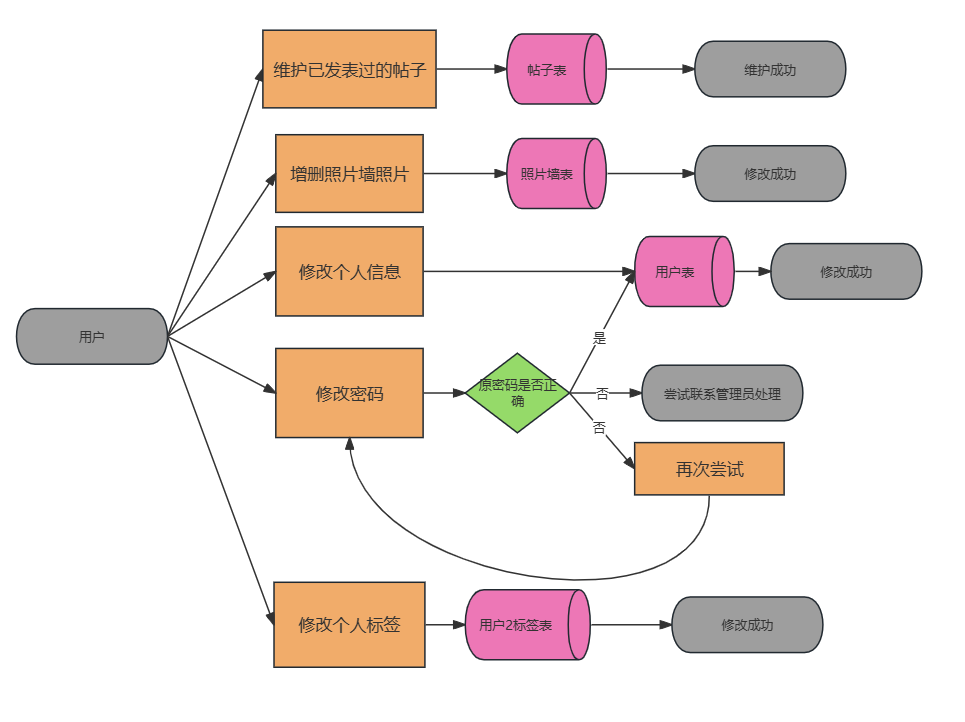 维护已发表过的帖子
帖子表
维护成功
增删照片墙照片
照片墙表
修改成功
修改个人信息
用户表
修改成功
用户
是
修改密码
原密码是否正
确
否
尝试联系管理员处理
否
再次尝试
修改个人标签
用户2标签表
修改成功